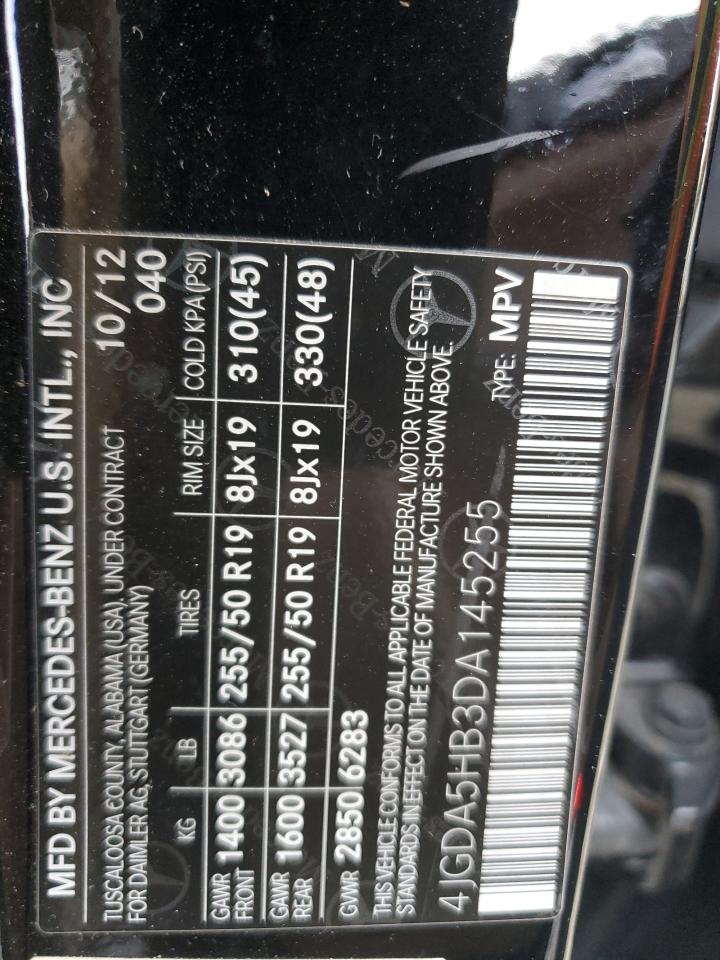 MFD BY MERCEDES-BENZ U.S. INTL., INC
TUSCALOOSA COUNTY, ALABAMA (USA), UNDER CONTRACT 10/12
FOR DAIMLER AG, STUTTGART (GERMANY) 040
KG LB TIRES RIM SIZE COLD KPA (PSI)
GAWR FRONT 1400 3086 255/50 R19 8Jx19 310(45)
GAWR REAR 1600 3527 255/50 R19 8Jx19 330(48)
GVWR 2850 6283
THIS VEHICLE CONFORMS TO ALL APPLICABLE FEDERAL MOTOR VEHICLE SAFETY
STANDARDS IN EFFECT ON THE DATE OF MANUFACTURE SHOWN ABOVE.
4JGDA5HB3DA145255 TYPE: MPV